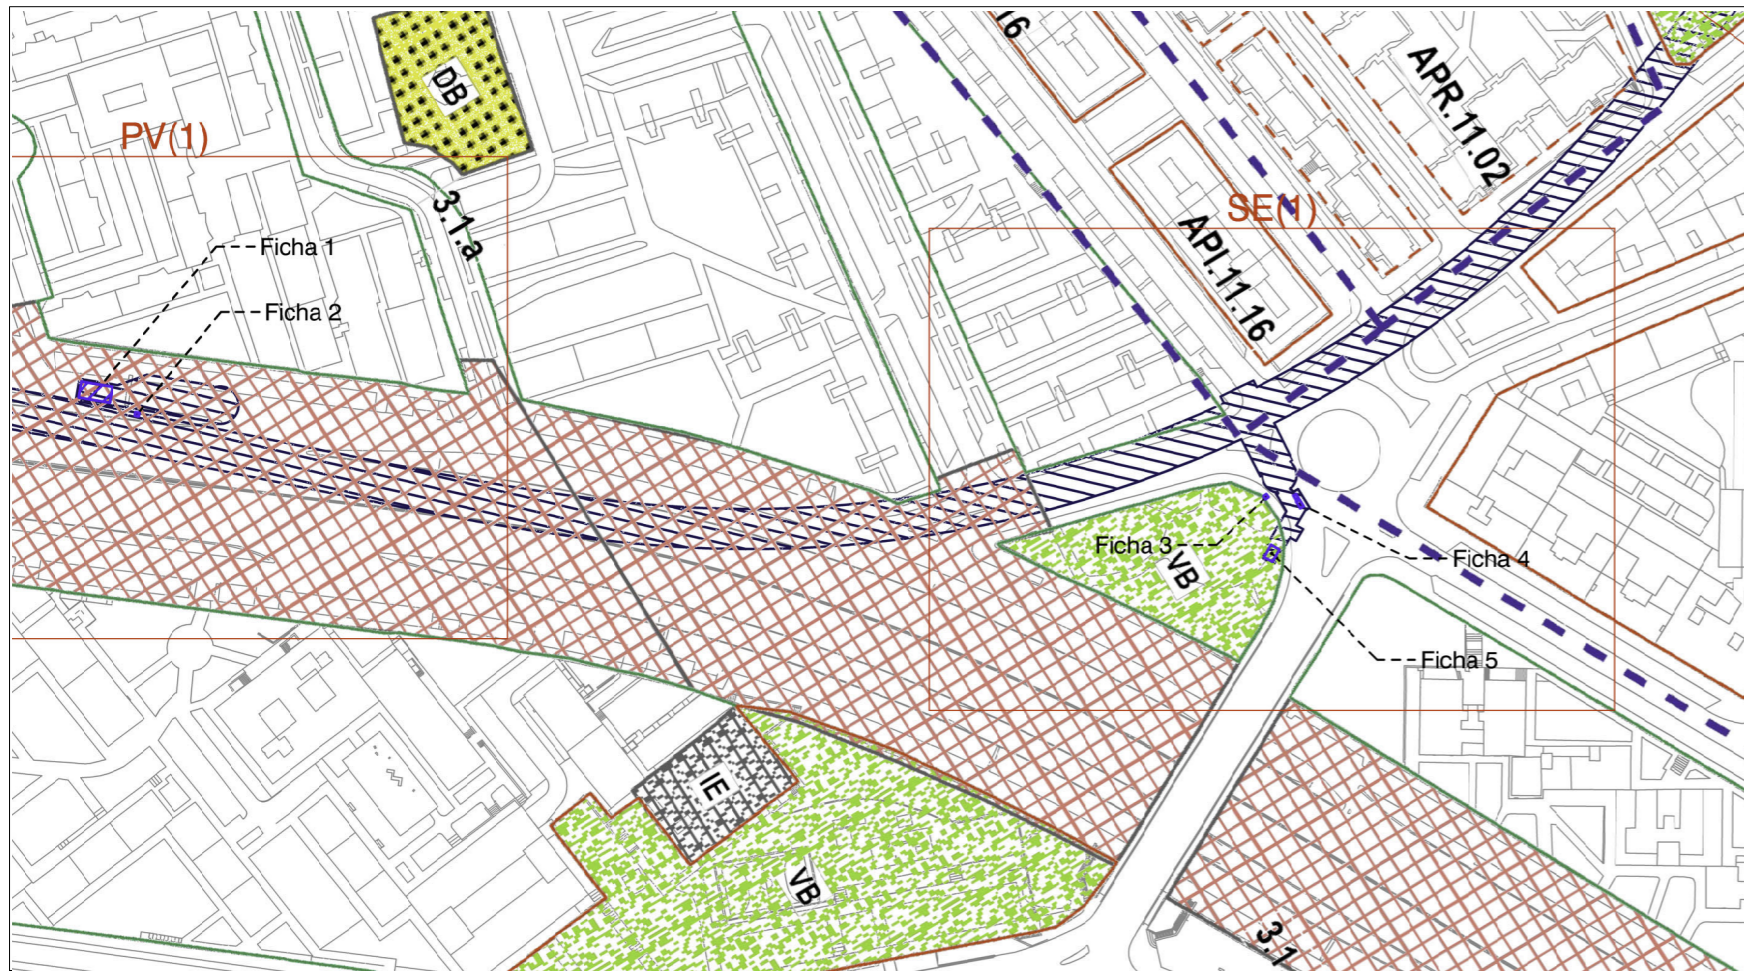 16
DB
APR.11.02
PV(1)
SE(1)
3.1.a
API.11.16
Ficha 1
Ficha 2
Ficha 3
VB
Ficha 4
Ficha 5
IE
VB
3.1